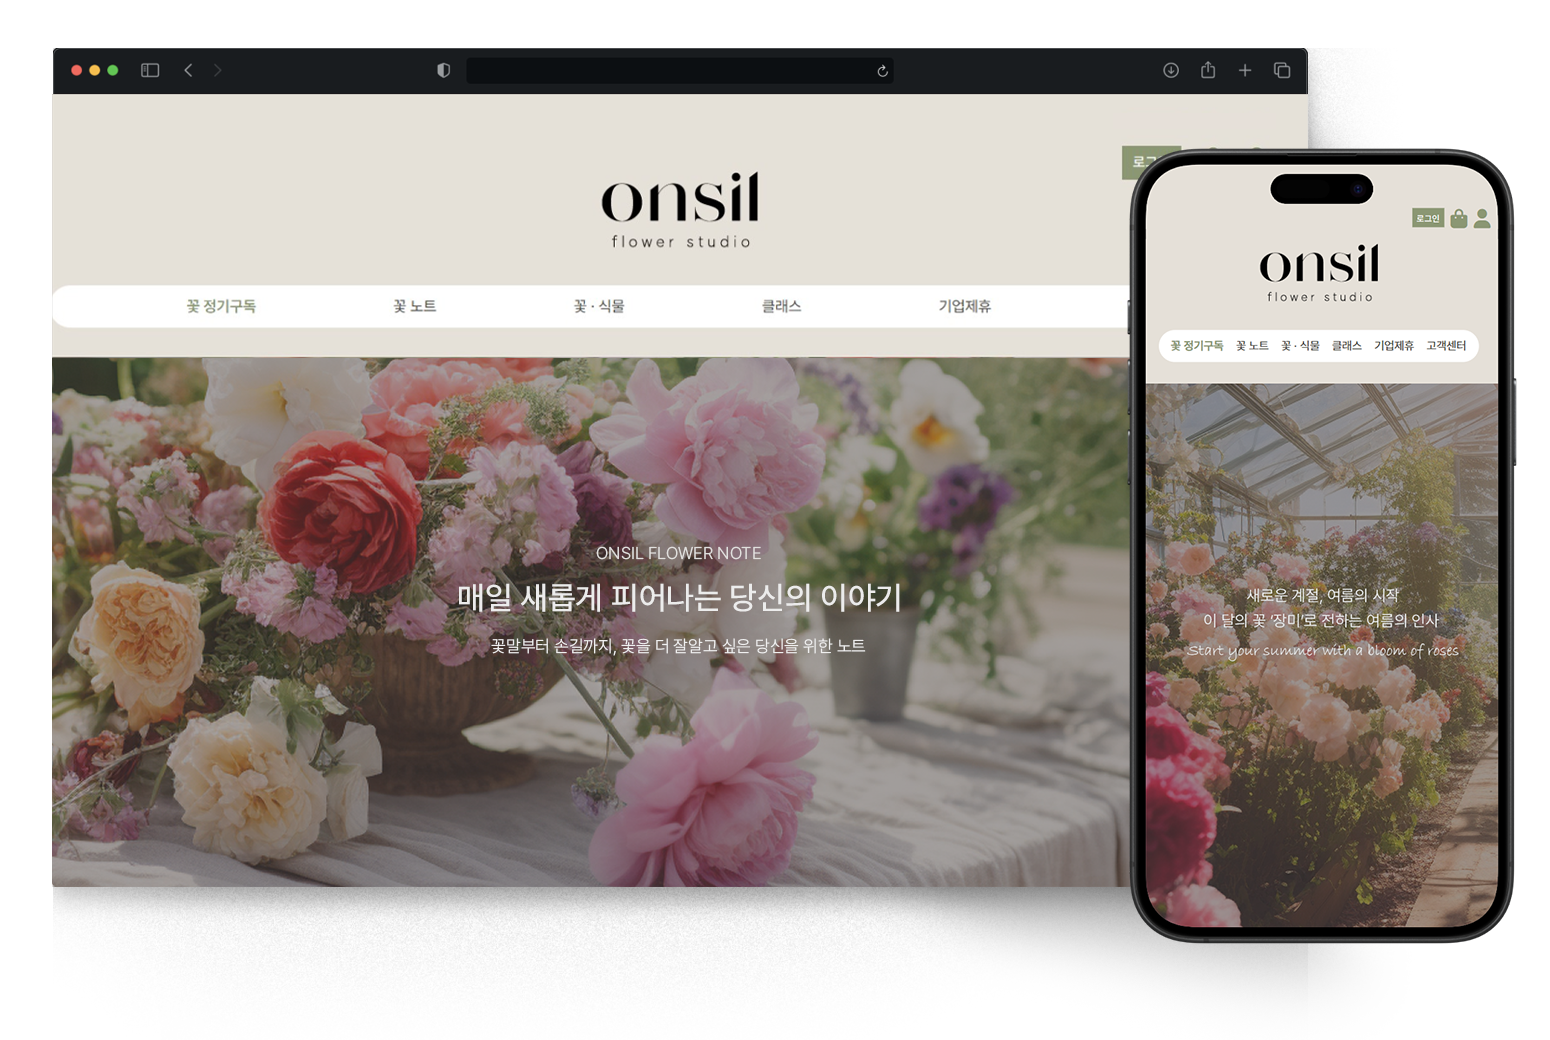 로그
onsil
flower studio
꽃 정기구독 꽃 노트 꽃 · 식물 클래스 기업제휴
ONSIL FLOWER NOTE
매일 새롭게 피어나는 당신의 이야기
꽃말부터 손길까지, 꽃을 더 잘알고 싶은 당신을 위한 노트
로그인
onsil
flower studio
꽃 정기구독 꽃 노트 꽃 · 식물 클래스 기업제휴 고객센터
새로운 계절, 여름의 시작
이 달의 꽃 '장미'로 전하는 여름의 인사
Start your summer with a bloom of roses